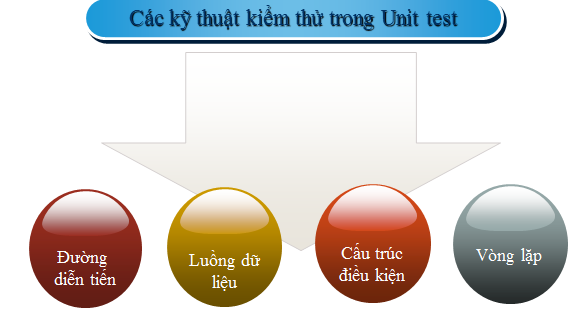 Các kỹ thuật kiểm thử trong Unit test
Đường
diễn tiến
Luồng dữ
liệu
Cấu trúc
điều kiện
Vòng lặp